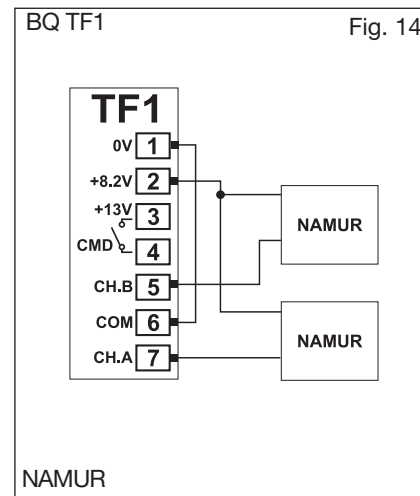 BQ TF1
Fig. 14
TF1
0V 1
+8.2V 2
+13V 3
CMD 4
CH.B 5
COM 6
CH.A 7
NAMUR
NAMUR
NAMUR